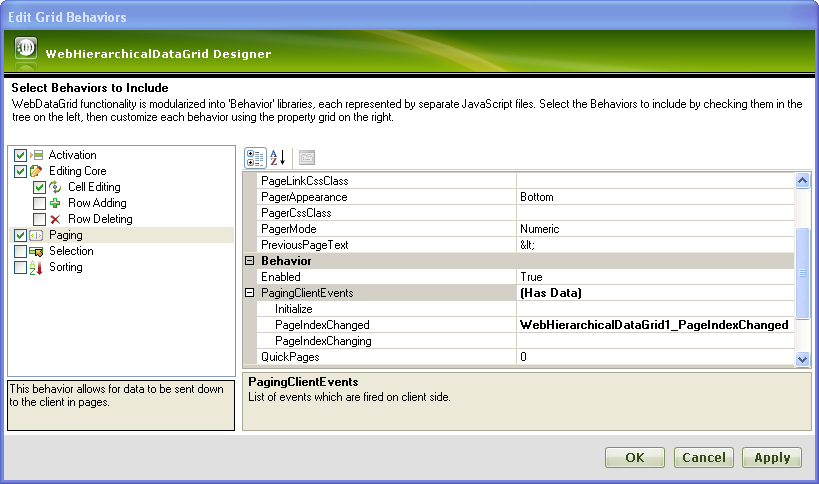 Edit Grid Behaviors
WebHierarchicalDataGrid Designer
Select Behaviors to Include
WebDataGrid functionality is modularized into 'Behavior' libraries, each represented by separate JavaScript files. Select the Behaviors to include by checking them in the
tree on the left, then customize each behavior using the property grid on the right.
Activation
Editing Core
Cell Editing
Row Adding
Row Deleting
Paging
Selection
Sorting
This behavior allows for data to be sent down
to the client in pages.
PageLinkCssClass
PagerAppearance Bottom
PagerCssClass
PagerMode Numeric
PreviousPageText &lt;
Behavior
Enabled True
PagingClientEvents (Has Data)
Initialize
PageIndexChanged WebHierarchicalDataGrid1_PageIndexChanged
PageIndexChanging
QuickPages 0
PagingClientEvents
List of events which are fired on client side.
OK Cancel Apply